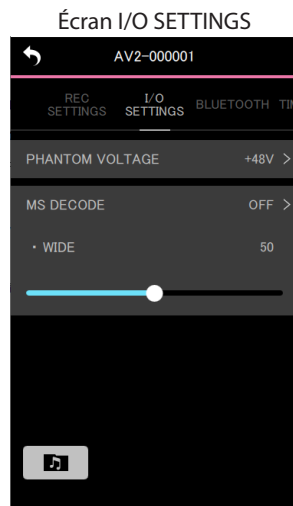 Écran I/O SETTINGS
AV2-000001
REC SETTINGS
I/O SETTINGS
BLUETOOTH
PHANTOM VOLTAGE +48V >
MS DECODE OFF >
・WIDE 50